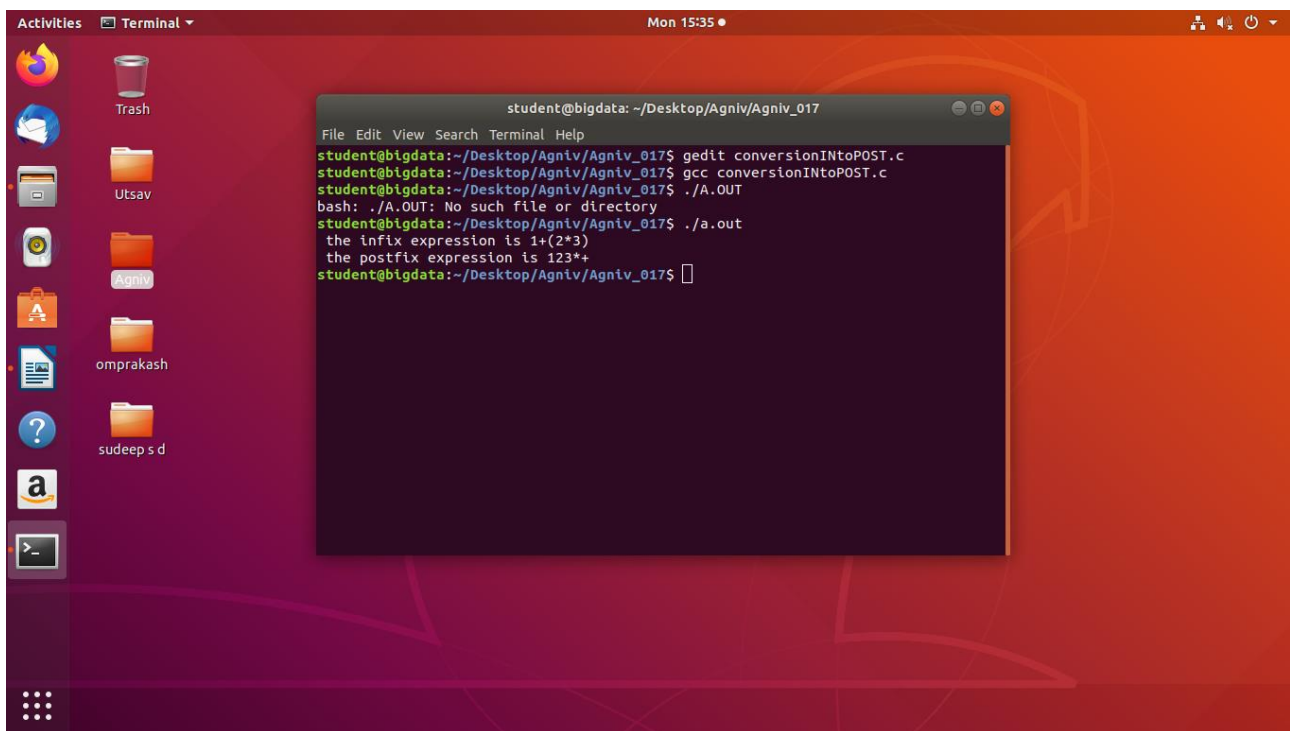 Activities Terminal Mon 15:35
Trash
Utsav
Agniv
omprakash
sudeep s d
student@bigdata: ~/Desktop/Agniv/Agniv_017
File Edit View Search Terminal Help
student@bigdata:~/Desktop/Agniv/Agniv_017$ gedit conversionINtoPOST.c
student@bigdata:~/Desktop/Agniv/Agniv_017$ gcc conversionINtoPOST.c
student@bigdata:~/Desktop/Agniv/Agniv_017$ ./A.OUT
bash: ./A.OUT: No such file or directory
student@bigdata:~/Desktop/Agniv/Agniv_017$ ./a.out
 the infix expression is 1+(2*3)
 the postfix expression is 123*+
student@bigdata:~/Desktop/Agniv/Agniv_017$